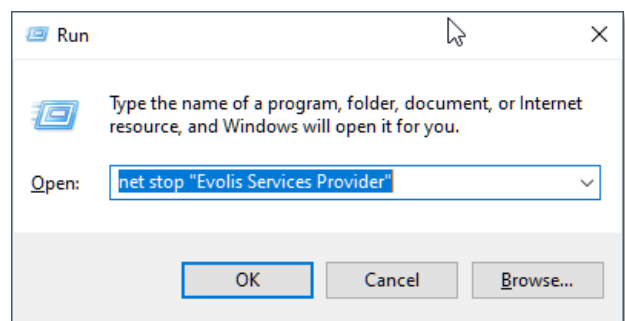 Run
Type the name of a program, folder, document, or Internet
resource, and Windows will open it for you.
Open:
net stop "Evolis Services Provider"
OK
Cancel
Browse...